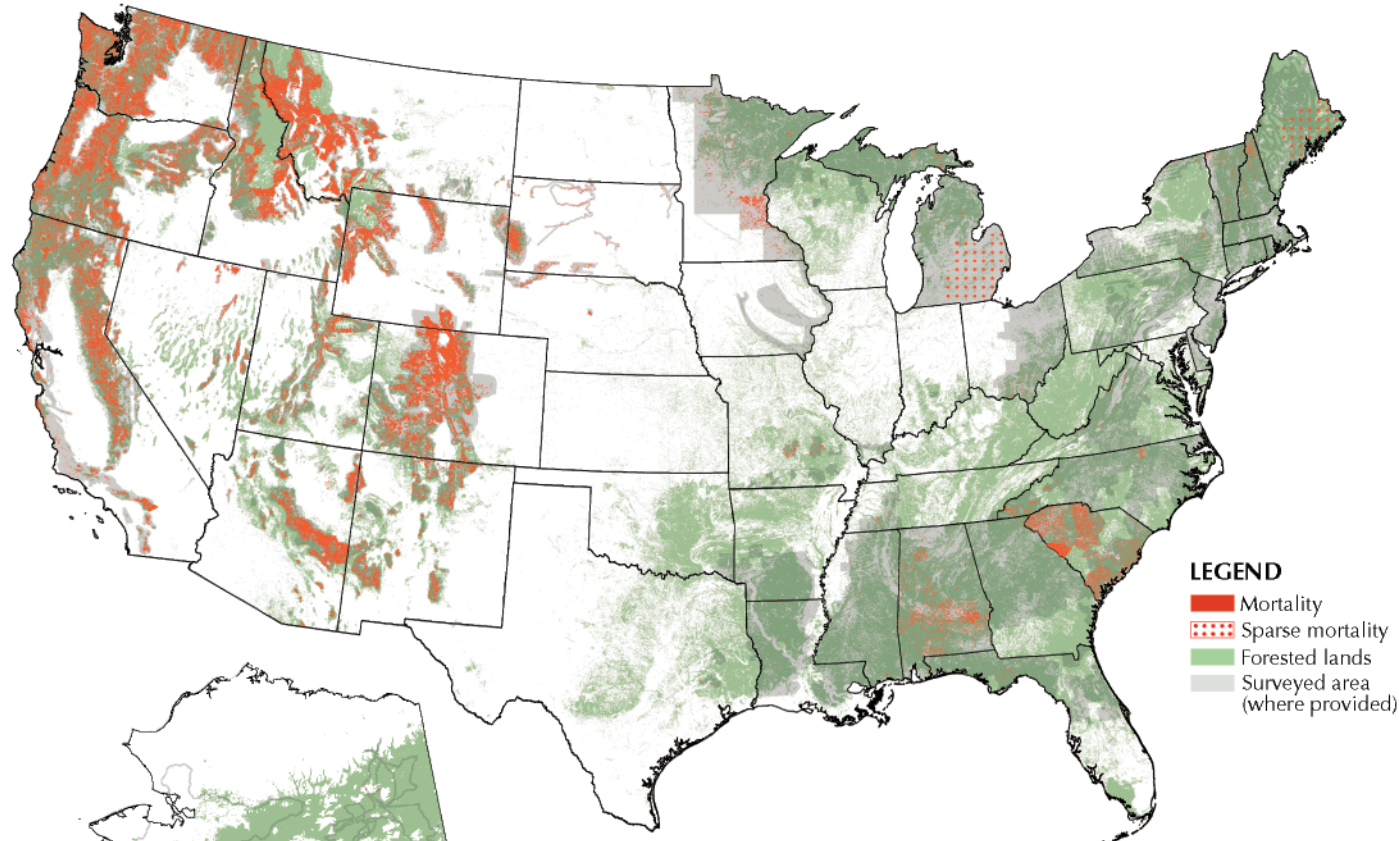 LEGEND
Mortality
Sparse mortality
Forested lands
Surveyed area
(where provided)